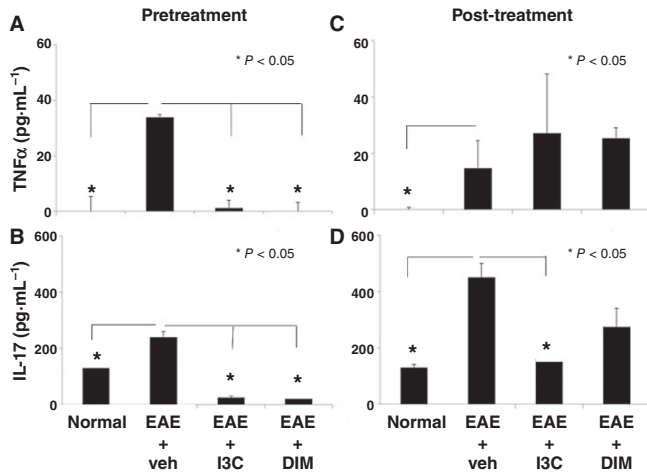 A
Pretreatment
C
Post-treatment
60
40
20
0
TNFα (pg·mL⁻¹)
* P < 0.05
*
*
*
60
40
20
0
* P < 0.05
*
B
600
400
200
0
IL-17 (pg·mL⁻¹)
* P < 0.05
*
*
*
D
600
400
200
0
* P < 0.05
*
*
Normal
EAE
+
veh
EAE
+
I3C
EAE
+
DIM
Normal
EAE
+
veh
EAE
+
I3C
EAE
+
DIM